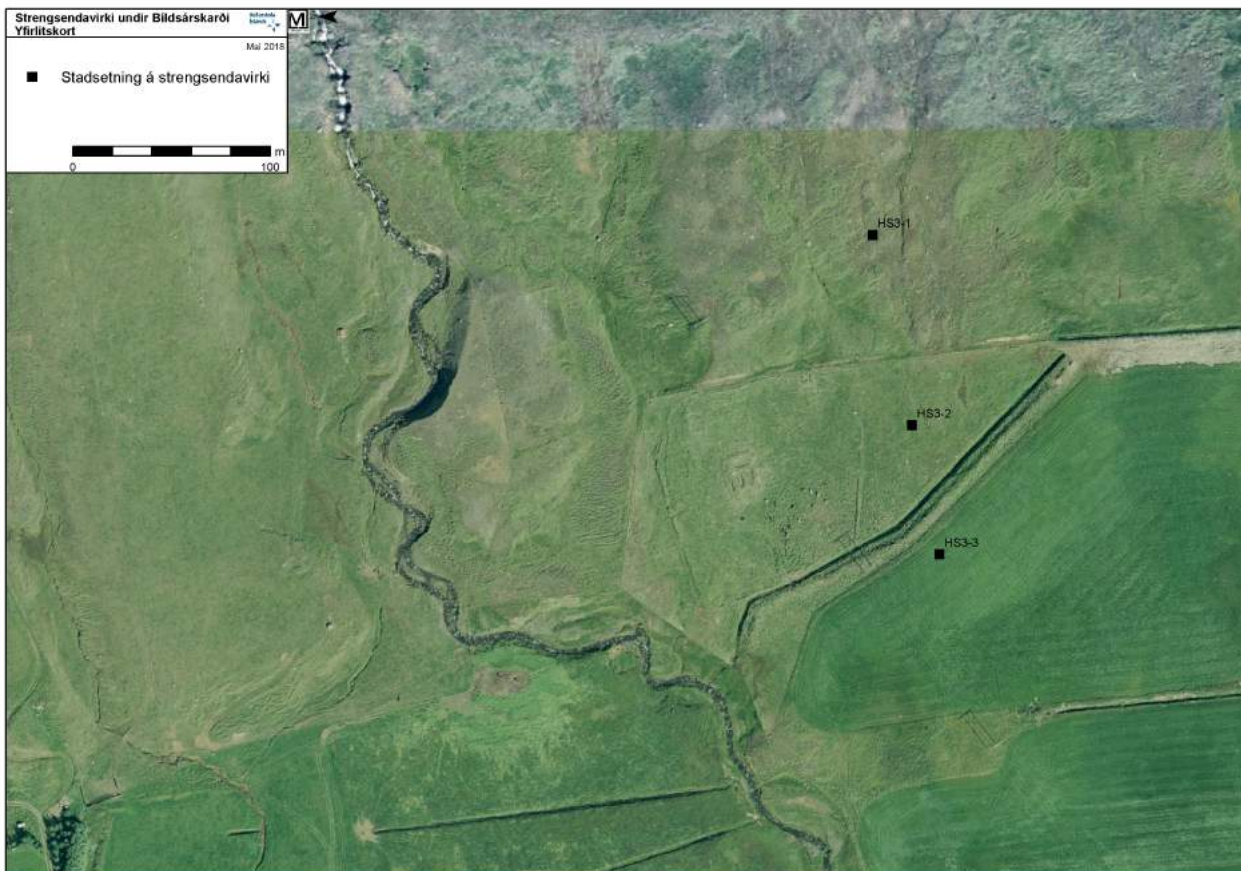 Strengsendavirki undir Bildsárskarði
Yfirlitskort
Maí 2018
Stadsetning á strengsendavirki
m
0 100
HS3-1
HS3-2
HS3-3